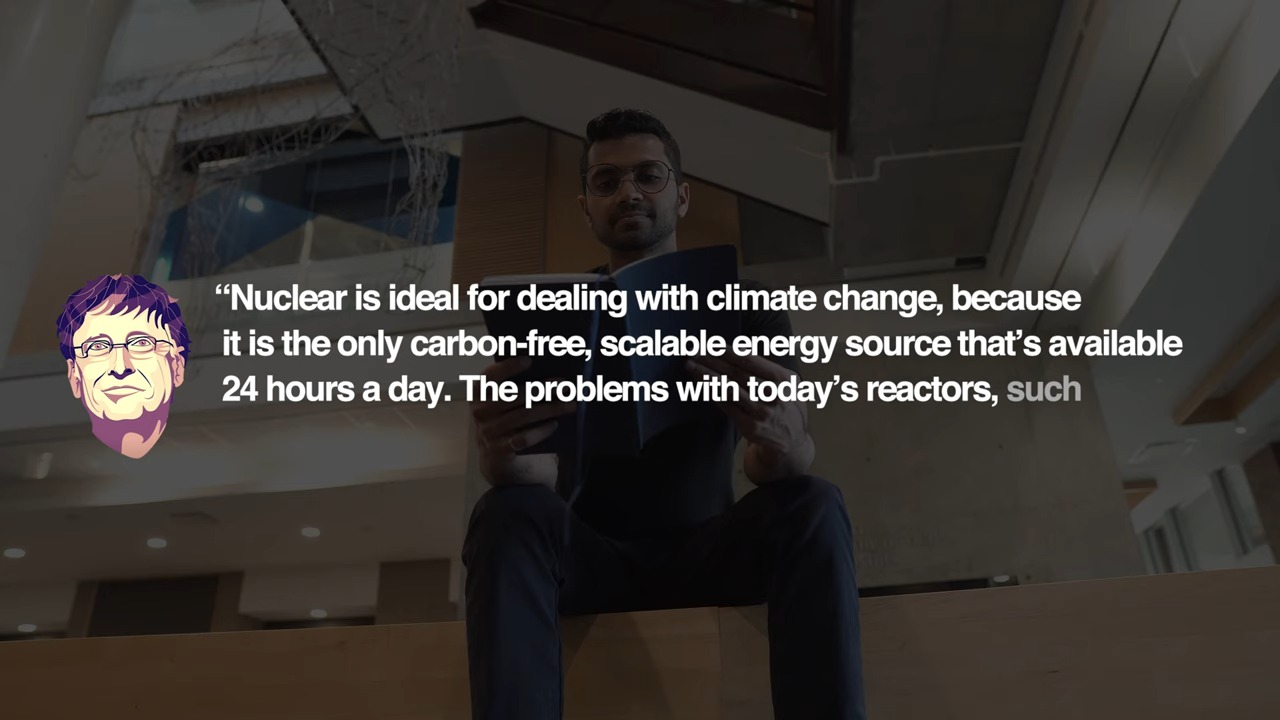 “Nuclear is ideal for dealing with climate change, because
it is the only carbon-free, scalable energy source that’s available
24 hours a day. The problems with today’s reactors, such